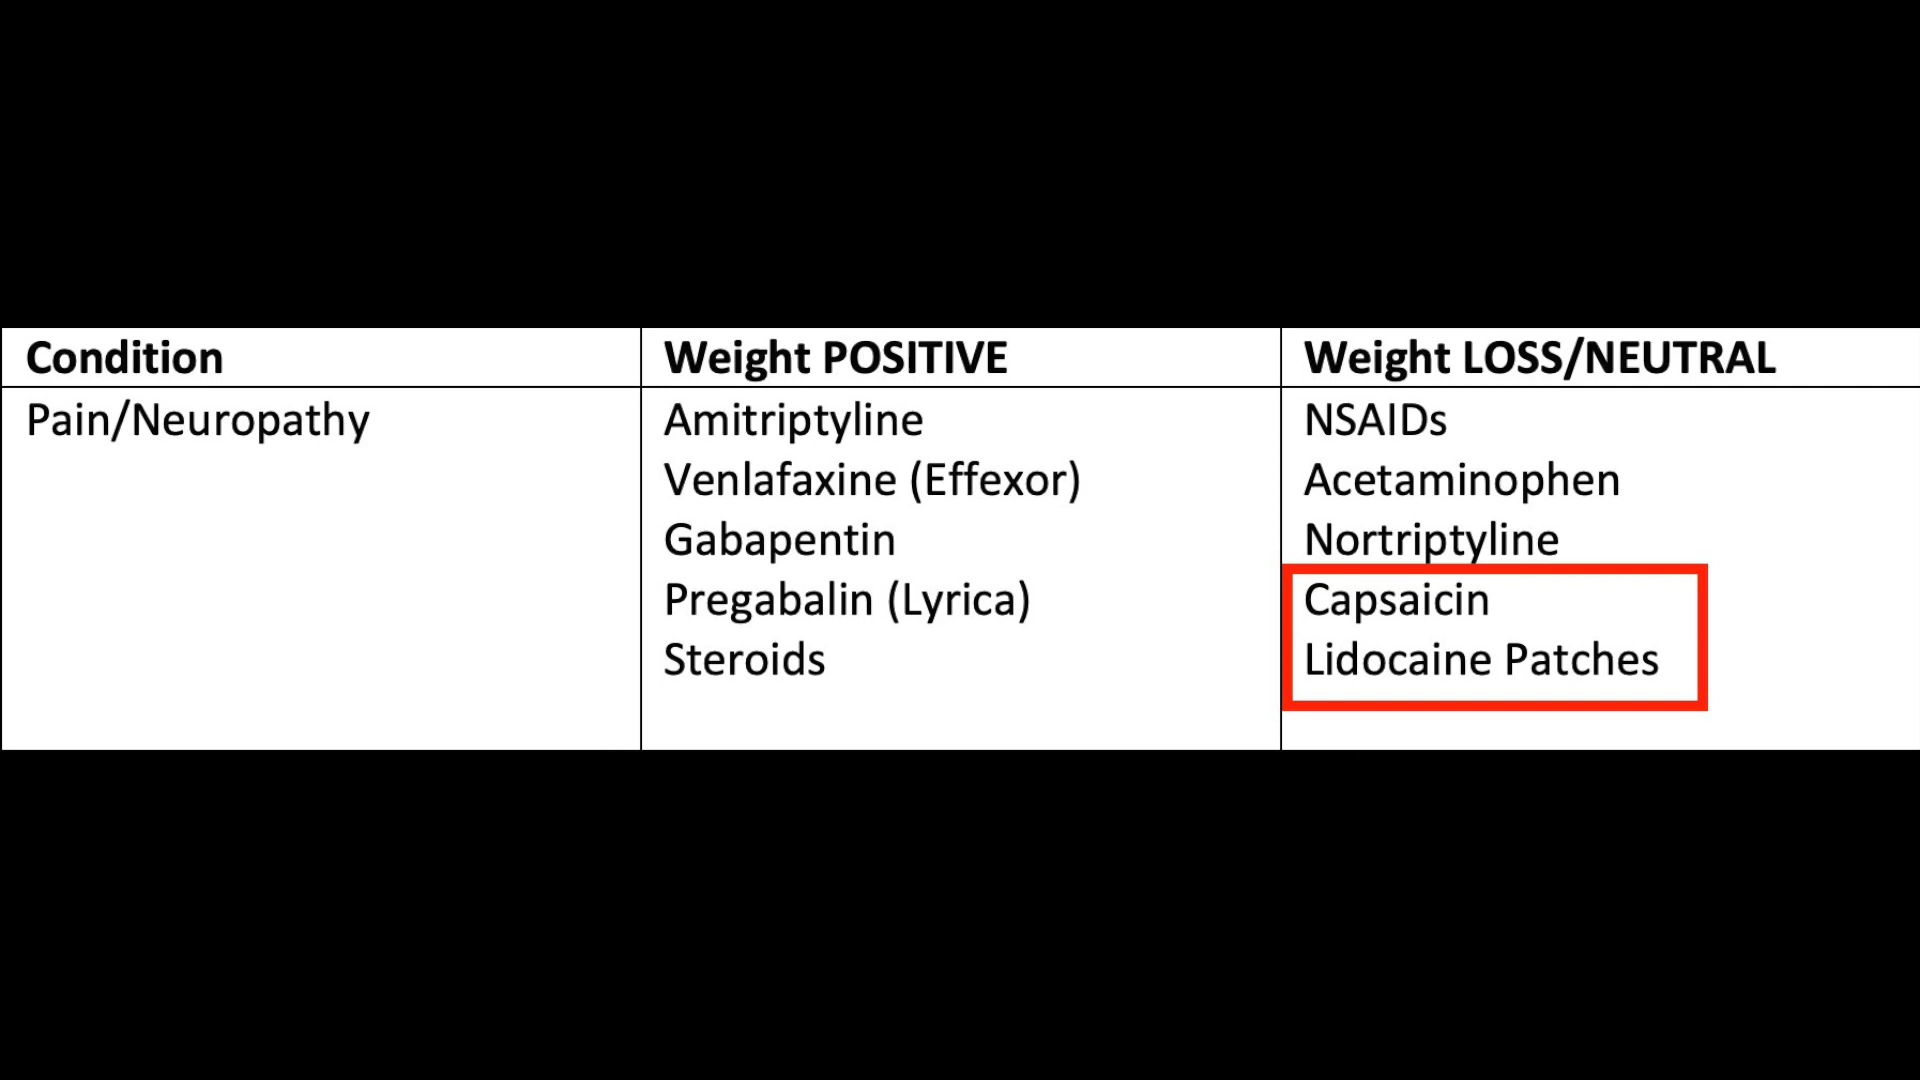 Condition
Weight POSITIVE
Weight LOSS/NEUTRAL
Pain/Neuropathy
Amitriptyline
Venlafaxine (Effexor)
Gabapentin
Pregabalin (Lyrica)
Steroids
NSAIDs
Acetaminophen
Nortriptyline
Capsaicin
Lidocaine Patches